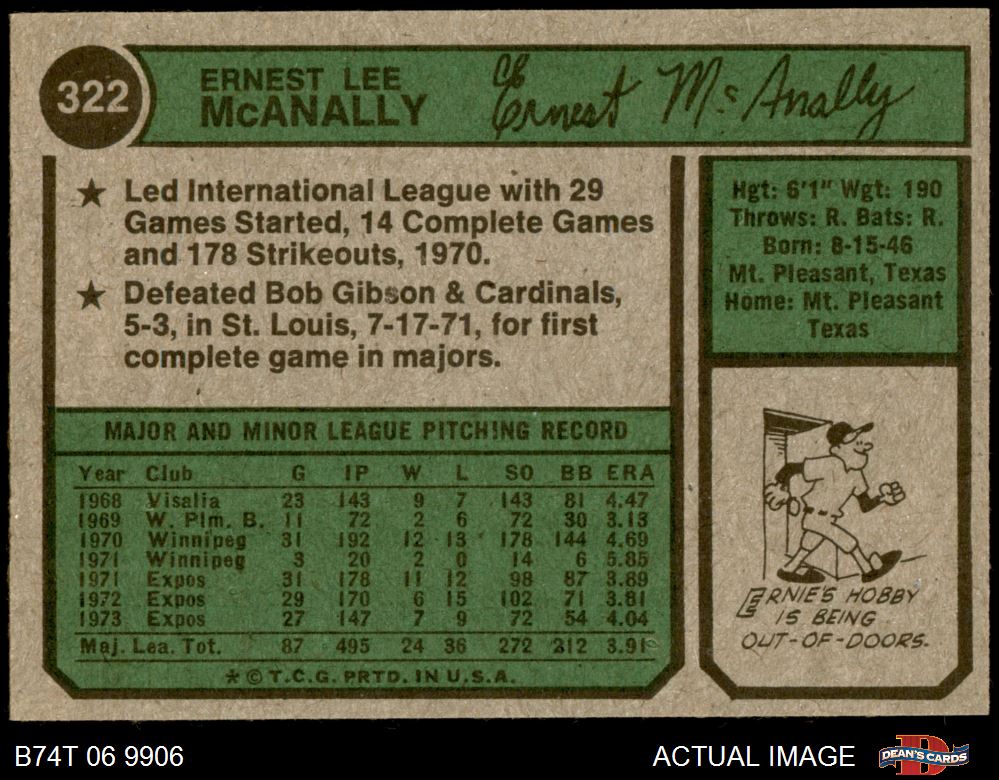 322
ERNEST LEE
McANALLY
Ernest McAnally
★ Led International League with 29
Games Started, 14 Complete Games
and 178 Strikeouts, 1970.
★ Defeated Bob Gibson & Cardinals,
5-3, in St. Louis, 7-17-71, for first
complete game in majors.
Hgt: 6'1" Wgt: 190
Throws: R. Bats: R.
Born: 8-15-46
Mt. Pleasant, Texas
Home: Mt. Pleasant
Texas
MAJOR AND MINOR LEAGUE PITCHING RECORD
Year Club G IP W L SO BB ERA
1968 Visalia 23 143 9 7 143 81 4.47
1969 W. Plm. B. 11 72 2 6 72 30 3.13
1970 Winnipeg 31 192 12 13 178 144 4.69
1971 Winnipeg 3 20 2 0 14 6 5.85
1971 Expos 31 178 11 12 98 87 3.89
1972 Expos 29 170 6 15 102 71 3.81
1973 Expos 27 147 7 9 72 54 4.04
Maj. Lea. Tot. 87 495 24 36 272 212 3.91
* © T.C.G. PRTD. IN U.S.A.
ERNIE'S HOBBY
IS BEING
OUT-OF-DOORS.
B74T 06 9906
ACTUAL IMAGE
DEAN'S CARDS